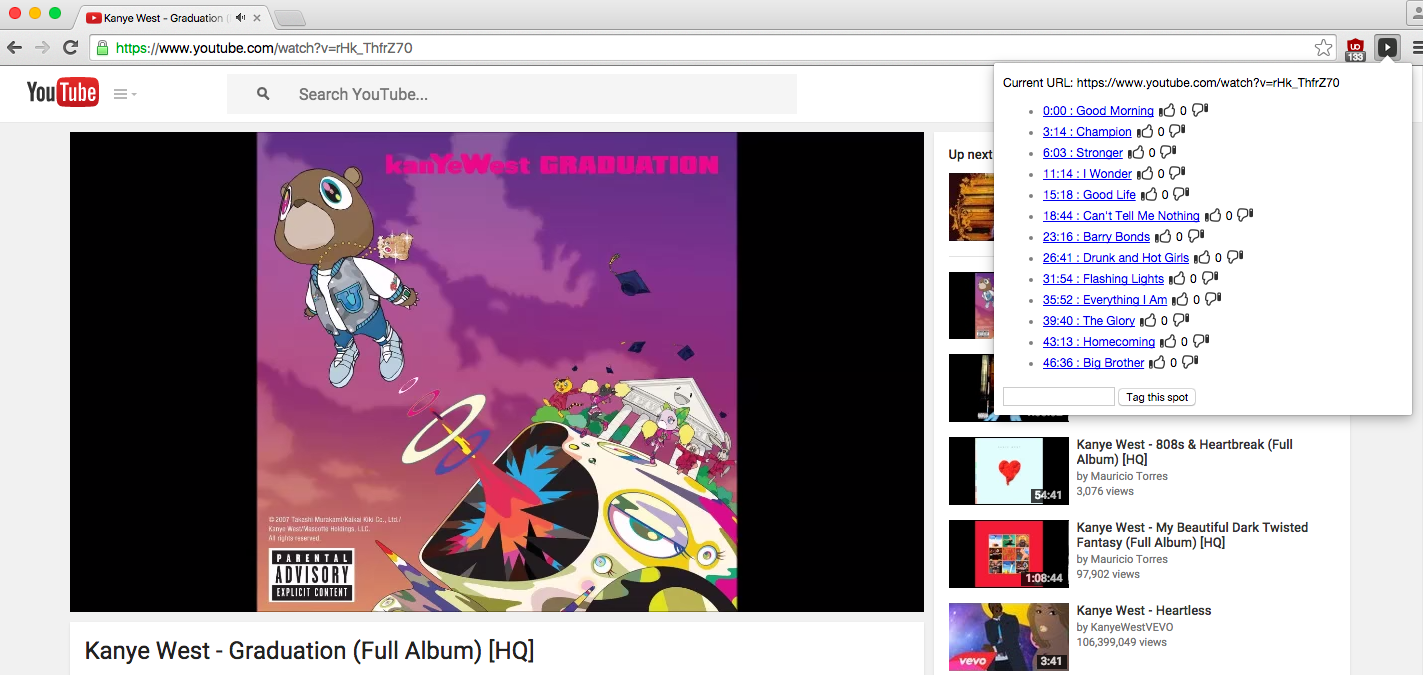 Kanye West - Graduation (
https://www.youtube.com/watch?v=rHk_ThfrZ70
133
YouTube
Search YouTube...
Current URL: https://www.youtube.com/watch?v=rHk_ThfrZ70
0:00 : Good Morning 0
3:14 : Champion 0
6:03 : Stronger 0
11:14 : I Wonder 0
15:18 : Good Life 0
18:44 : Can't Tell Me Nothing 0
23:16 : Barry Bonds 0
26:41 : Drunk and Hot Girls 0
31:54 : Flashing Lights 0
35:52 : Everything I Am 0
39:40 : The Glory 0
43:13 : Homecoming 0
46:36 : Big Brother 0
Tag this spot
kanYeWest GRADUATION
U
© 2007 Takashi Murakami/Kaikai Kiki Co., Ltd./
Kanye West/Mascotte Holdings, LLC.
All rights reserved.
PARENTAL
ADVISORY
EXPLICIT CONTENT
Kanye West - Graduation (Full Album) [HQ]
Up next
54:41
Kanye West - 808s & Heartbreak (Full
Album) [HQ]
by Mauricio Torres
3,076 views
1:08:44
Kanye West - My Beautiful Dark Twisted
Fantasy (Full Album) [HQ]
by Mauricio Torres
97,902 views
vevo
3:41
Kanye West - Heartless
by KanyeWestVEVO
106,399,049 views